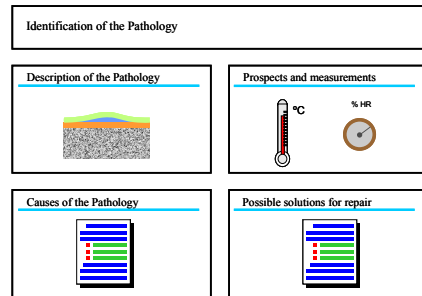 Identification of the Pathology
Description of the Pathology
Prospects and measurements
ºC
% HR
Causes of the Pathology
Possible solutions for repair